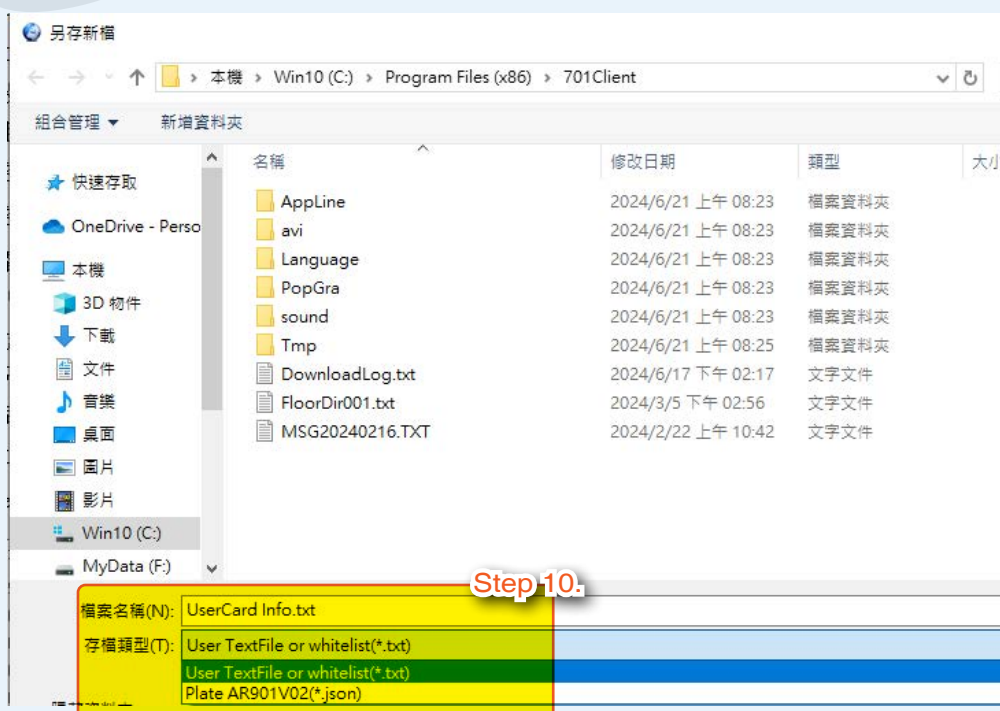 另存新檔
本機 › Win10 (C:) › Program Files (x86) › 701Client
組合管理 新增資料夾
名稱 修改日期 類型 大小
快速存取
OneDrive - Perso
本機
3D 物件
下載
文件
音樂
桌面
圖片
影片
Win10 (C:)
MyData (F:)
AppLine 2024/6/21 上午 08:23 檔案資料夾
avi 2024/6/21 上午 08:23 檔案資料夾
Language 2024/6/21 上午 08:23 檔案資料夾
PopGra 2024/6/21 上午 08:23 檔案資料夾
sound 2024/6/21 上午 08:23 檔案資料夾
Tmp 2024/6/21 上午 08:25 檔案資料夾
DownloadLog.txt 2024/6/17 下午 02:17 文字文件
FloorDir001.txt 2024/3/5 下午 02:56 文字文件
MSG20240216.TXT 2024/2/22 上午 10:42 文字文件
Step 10.
檔案名稱(N): UserCard Info.txt
存檔類型(T): User TextFile or whitelist(*.txt)
User TextFile or whitelist(*.txt)
Plate AR901V02(*.json)